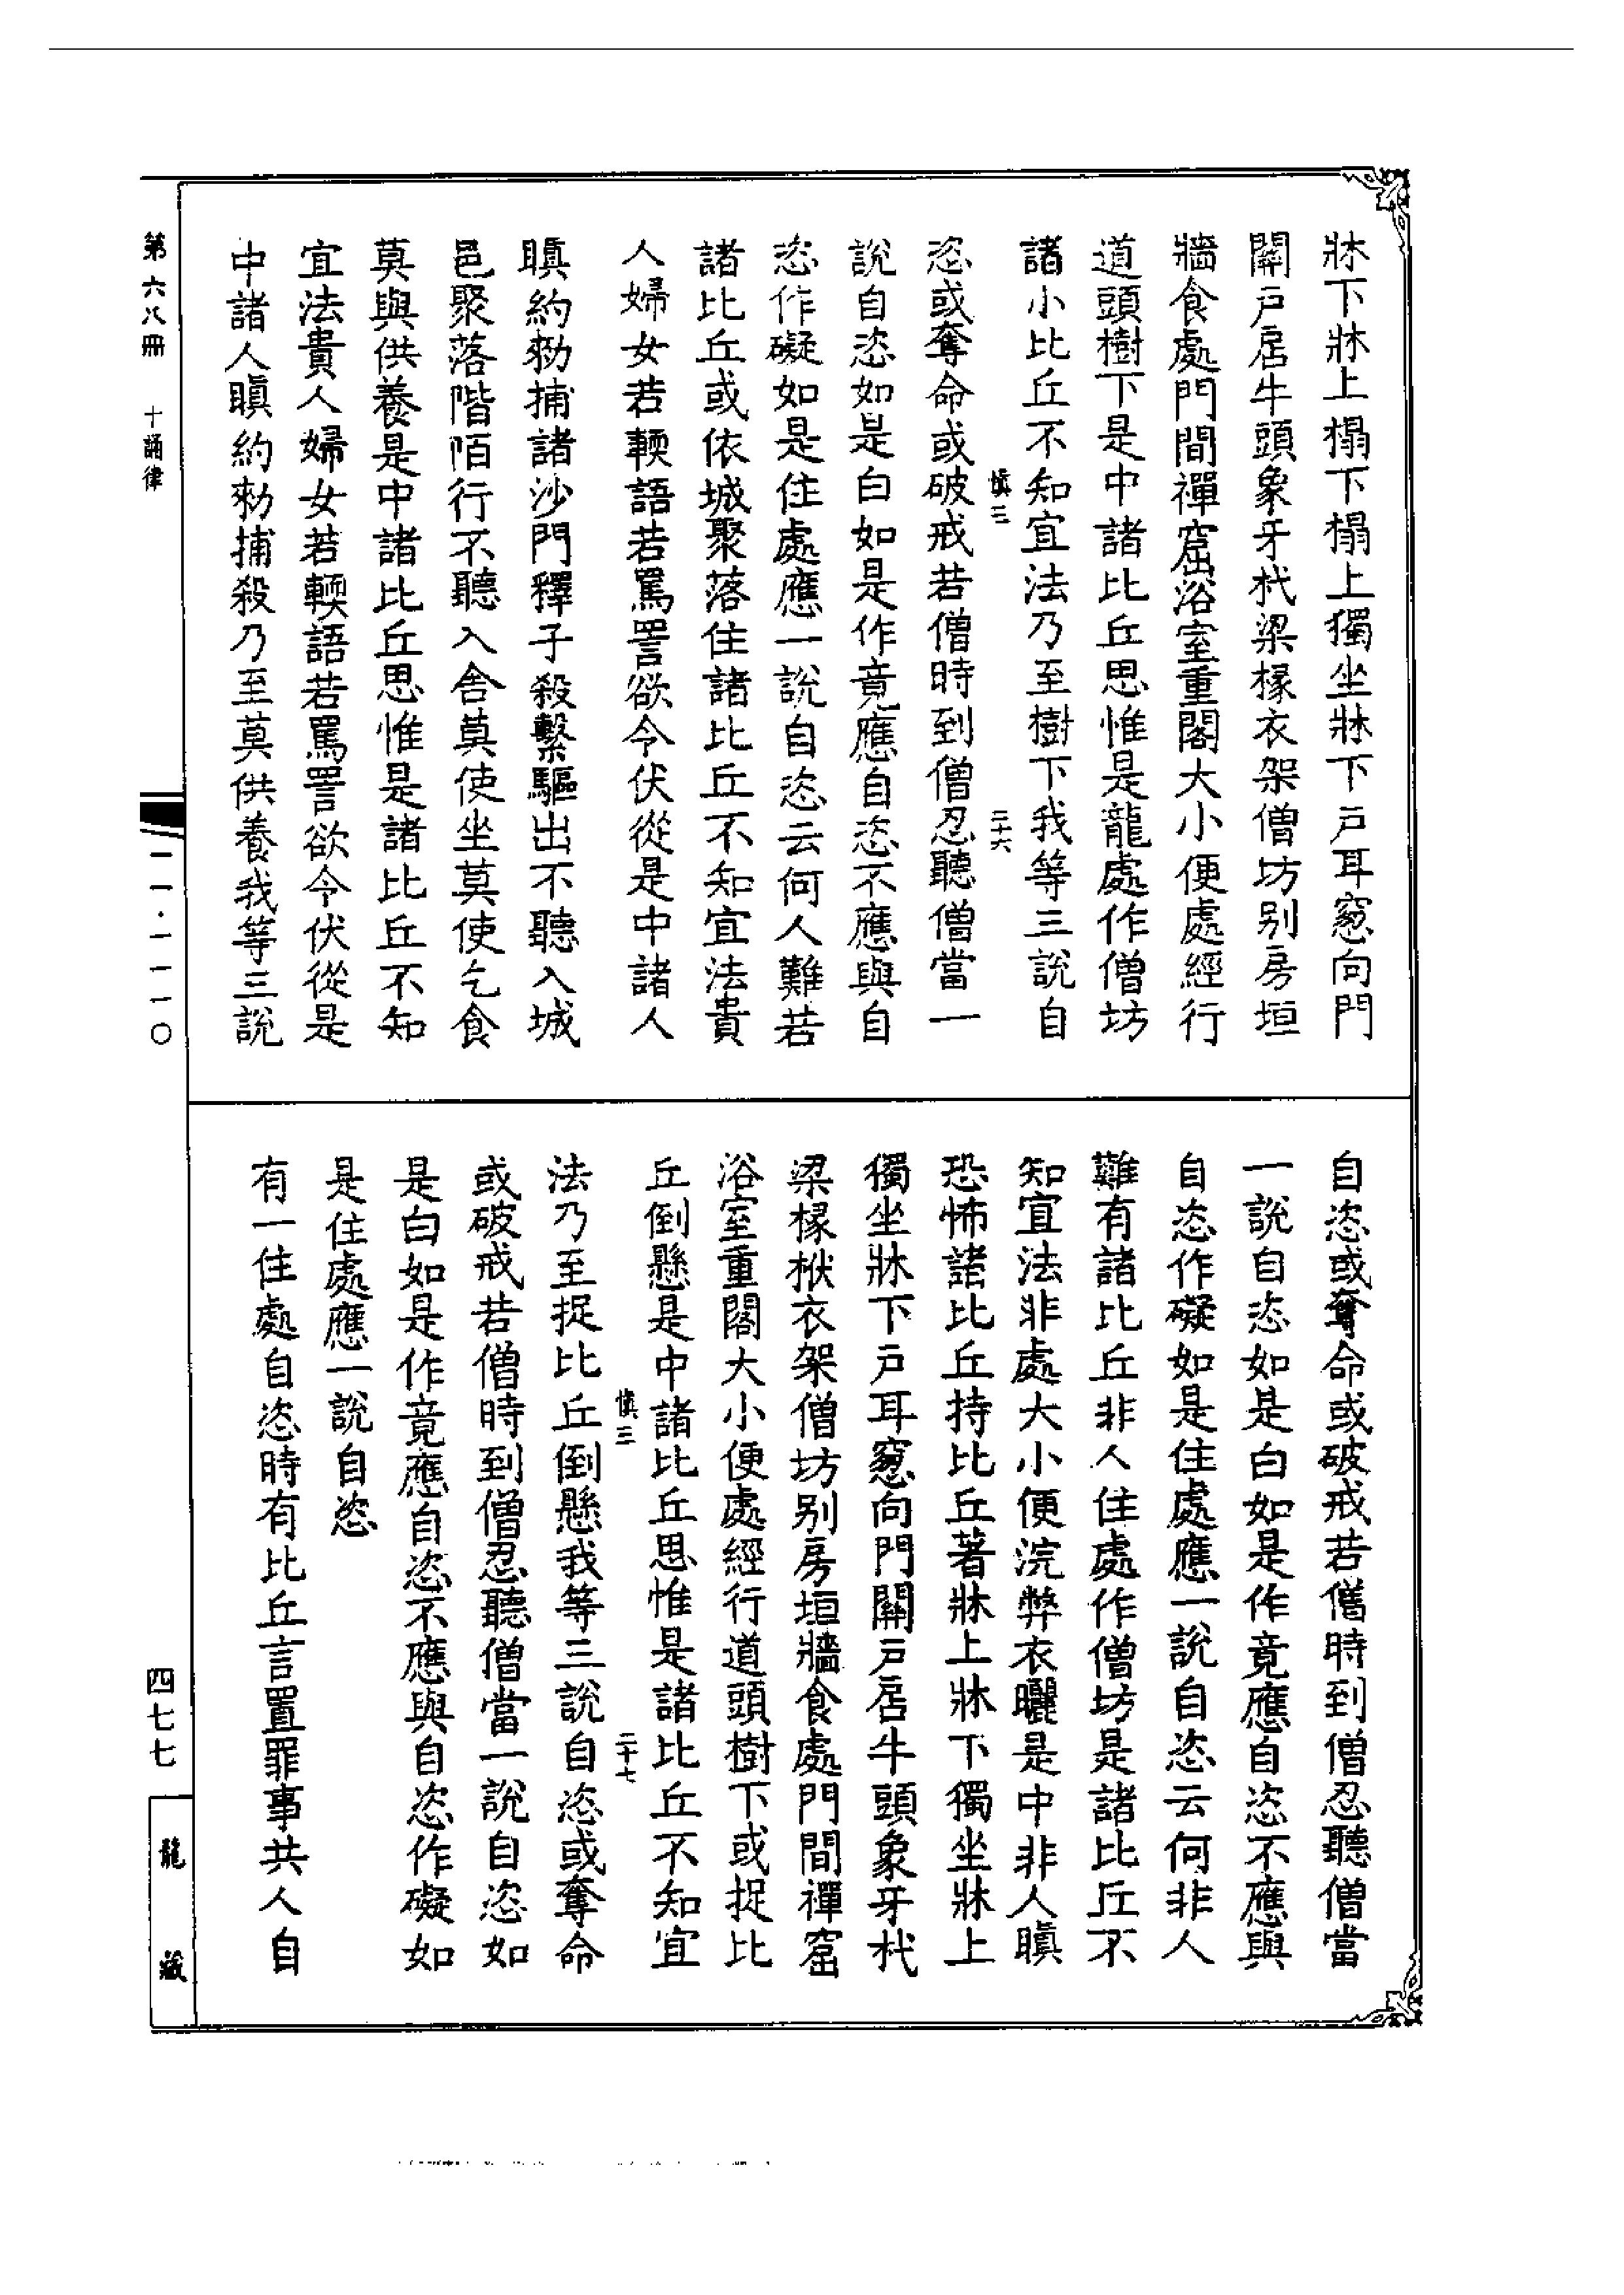 牀下牀上榻下榻上獨坐牀下戶耳窻向門
關戶扂牛頭象牙杙梁椽衣架僧坊別房垣
牆食處門間禪窟浴室重閣大小便處經行
道頭樹下是中諸比丘思惟是龍處作僧坊
諸小比丘不知宜法乃至樹下我等三說自
慎三 二十六
恣或奪命或破戒若僧時到僧忍聽僧當一
說自恣如是白如是作竟應自恣不應與自
恣作礙如是住處應一說自恣云何人難若
諸比丘或依城聚落住諸比丘不知宜法貴
人婦女若輭語若罵詈欲令伏從是中諸人
瞋約勑捕諸沙門釋子殺繫驅出不聽入城
邑聚落階陌行不聽入舍莫使坐莫使乞食
莫與供養是中諸比丘思惟是諸比丘不知
宜法貴人婦女若輭語若罵詈欲令伏從是
中諸人瞋約勑捕殺乃至莫供養我等三說
自恣或奪命或破戒若僧時到僧忍聽僧當
一說自恣如是白如是作竟應自恣不應與
自恣作礙如是住處應一說自恣云何非人
難有諸比丘非人住處作僧坊是諸比丘不
知宜法非處大小便浣弊衣曬是中非人瞋
恐怖諸比丘持比丘著牀上牀下獨坐牀上
獨坐牀下戶耳窻向門關戶扂牛頭象牙杙
梁椽栿衣架僧坊別房垣牆食處門間禪窟
浴室重閣大小便處經行道頭樹下或捉比
丘倒懸是中諸比丘思惟是諸比丘不知宜
慎三 二十七
法乃至捉比丘倒懸我等三說自恣或奪命
或破戒若僧時到僧忍聽僧當一說自恣如
是白如是作竟應自恣不應與自恣作礙如
是住處應一說自恣
有一住處自恣時有比丘言置罪事共人自
第六八冊 十誦律
一一·一一一〇
四七七
龍藏